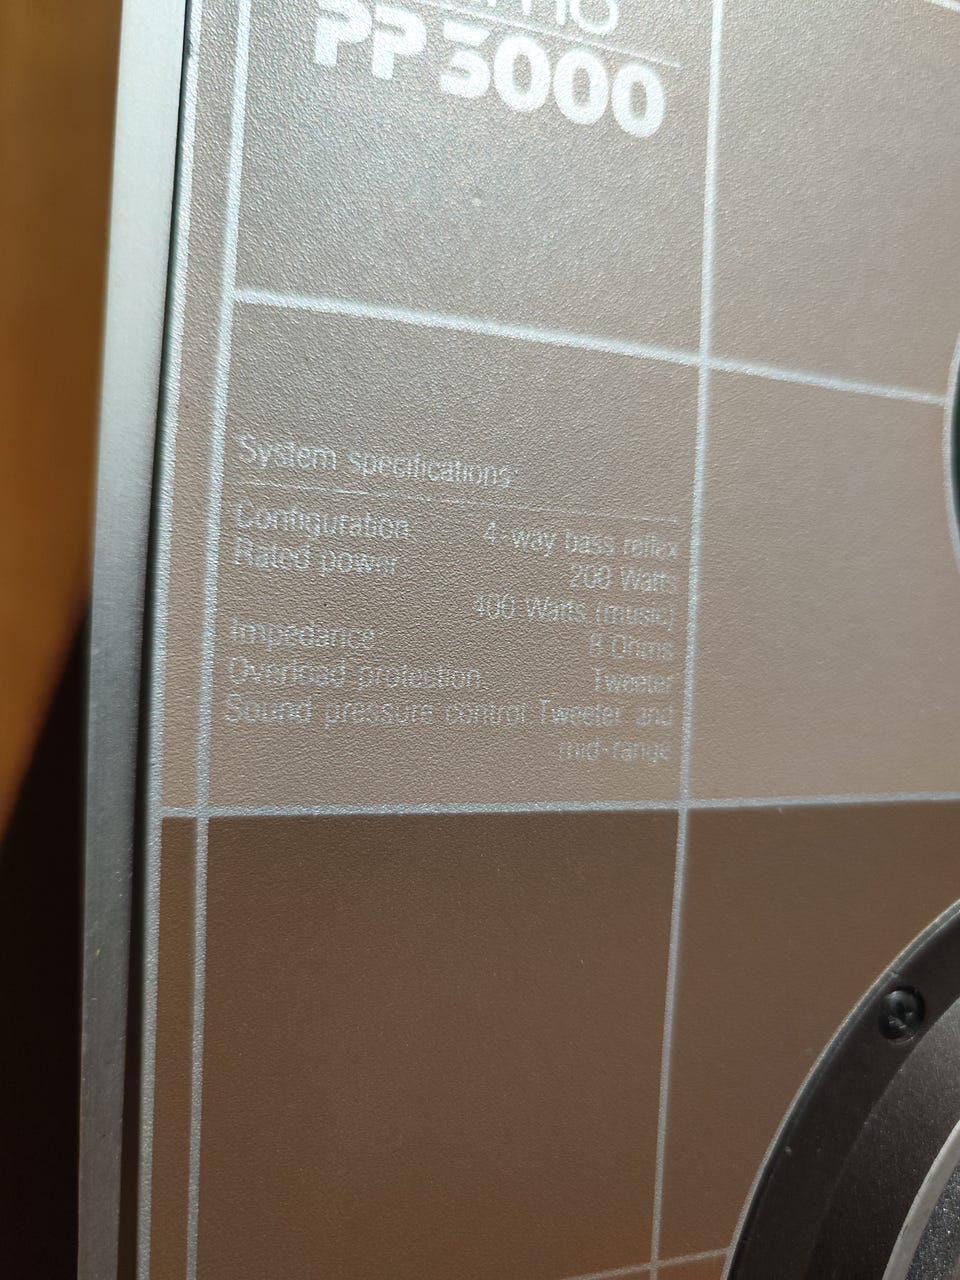 PP 3000
System specifications:
Configuration 4-way bass reflex
Rated power 200 Watts
400 Watts (music)
Impedance 8 Ohms
Overload protection Tweeter
Sound pressure control Tweeter and
mid-range